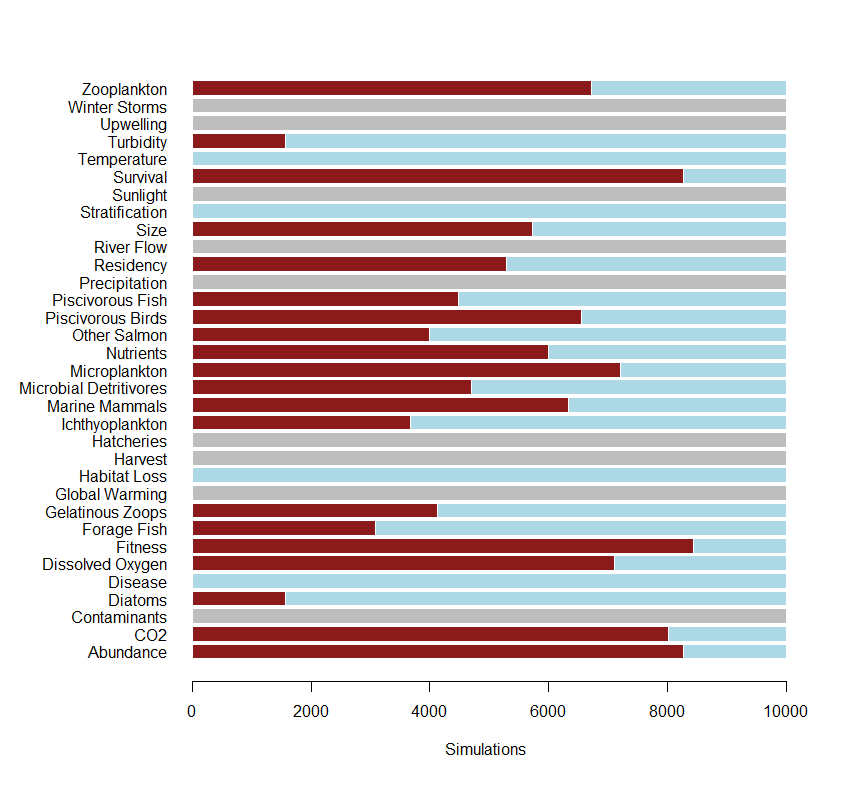 Zooplankton
Winter Storms
Upwelling
Turbidity
Temperature
Survival
Sunlight
Stratification
Size
River Flow
Residency
Precipitation
Piscivorous Fish
Piscivorous Birds
Other Salmon
Nutrients
Microplankton
Microbial Detritivores
Marine Mammals
Ichthyoplankton
Hatcheries
Harvest
Habitat Loss
Global Warming
Gelatinous Zoops
Forage Fish
Fitness
Dissolved Oxygen
Disease
Diatoms
Contaminants
CO2
Abundance
0 2000 4000 6000 8000 10000
Simulations